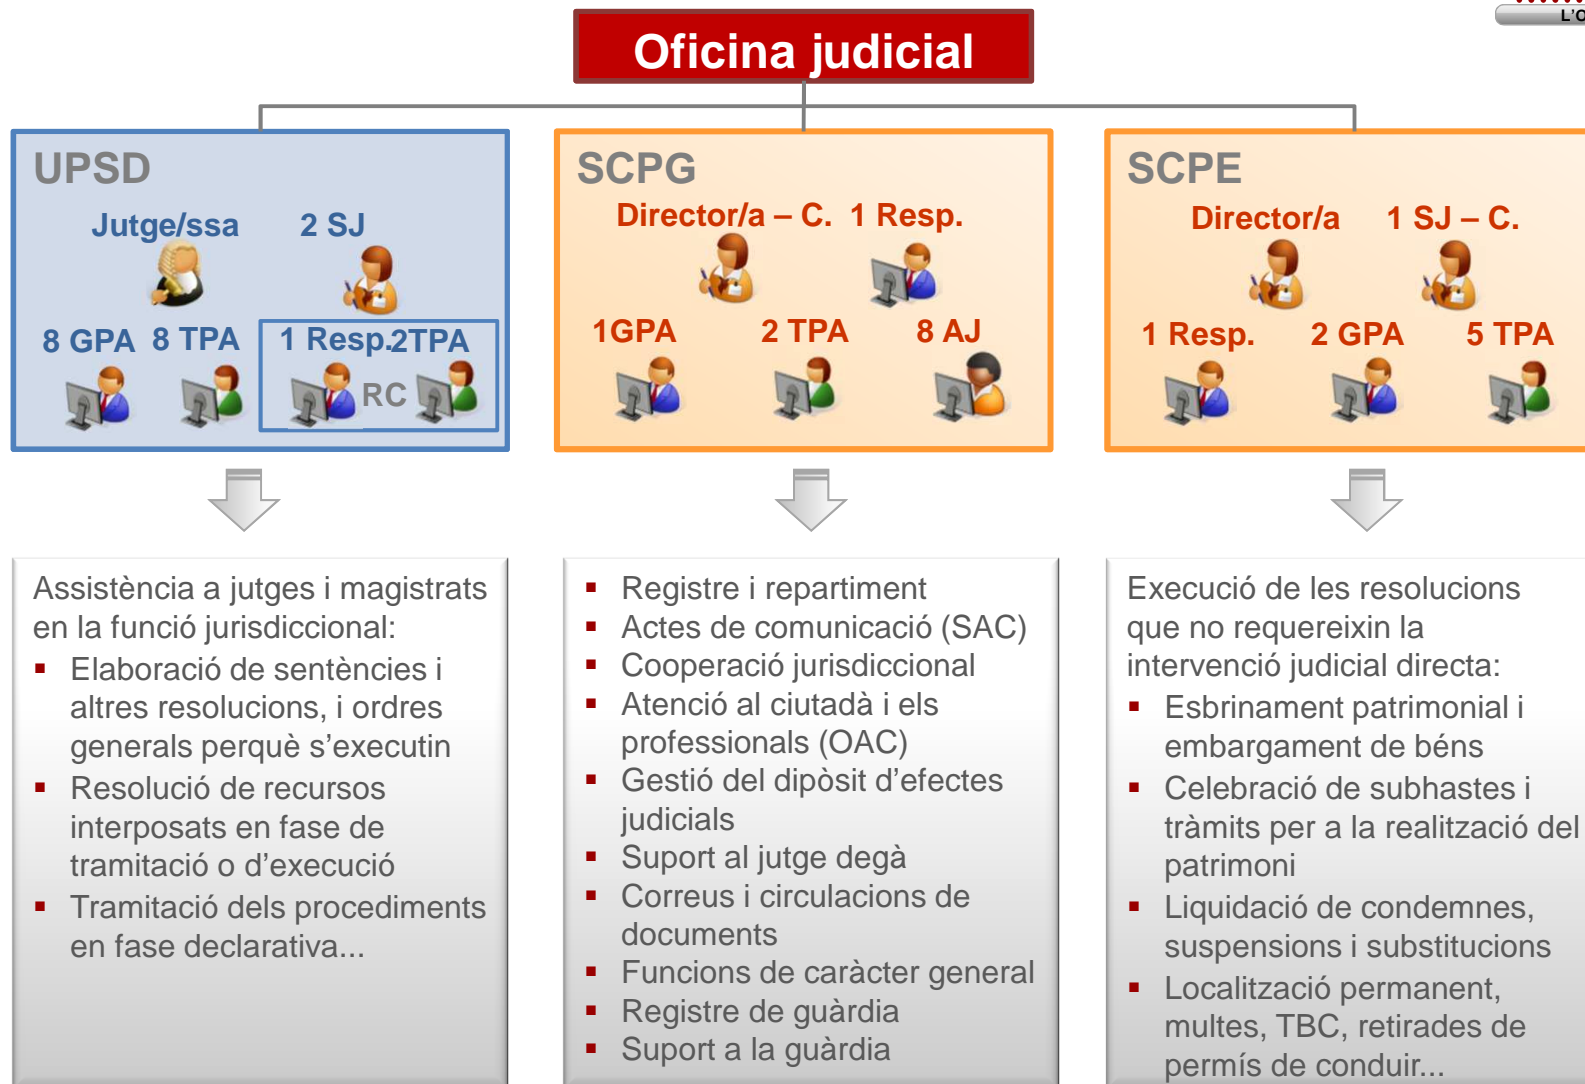 L'O
Oficina judicial
UPSD
Jutge/ssa 2 SJ
8 GPA 8 TPA 1 Resp. 2TPA
RC
SCPG
Director/a – C. 1 Resp.
1GPA 2 TPA 8 AJ
SCPE
Director/a 1 SJ – C.
1 Resp. 2 GPA 5 TPA
Assistència a jutges i magistrats
en la funció jurisdiccional:
▪ Elaboració de sentències i
altres resolucions, i ordres
generals perquè s'executin
▪ Resolució de recursos
interposats en fase de
tramitació o d'execució
▪ Tramitació dels procediments
en fase declarativa...
▪ Registre i repartiment
▪ Actes de comunicació (SAC)
▪ Cooperació jurisdiccional
▪ Atenció al ciutadà i els
professionals (OAC)
▪ Gestió del dipòsit d'efectes
judicials
▪ Suport al jutge degà
▪ Correus i circulacions de
documents
▪ Funcions de caràcter general
▪ Registre de guàrdia
▪ Suport a la guàrdia
Execució de les resolucions
que no requereixin la
intervenció judicial directa:
▪ Esbrinament patrimonial i
embargament de béns
▪ Celebració de subhastes i
tràmits per a la realització del
patrimoni
▪ Liquidació de condemnes,
suspensions i substitucions
▪ Localització permanent,
multes, TBC, retirades de
permís de conduir...